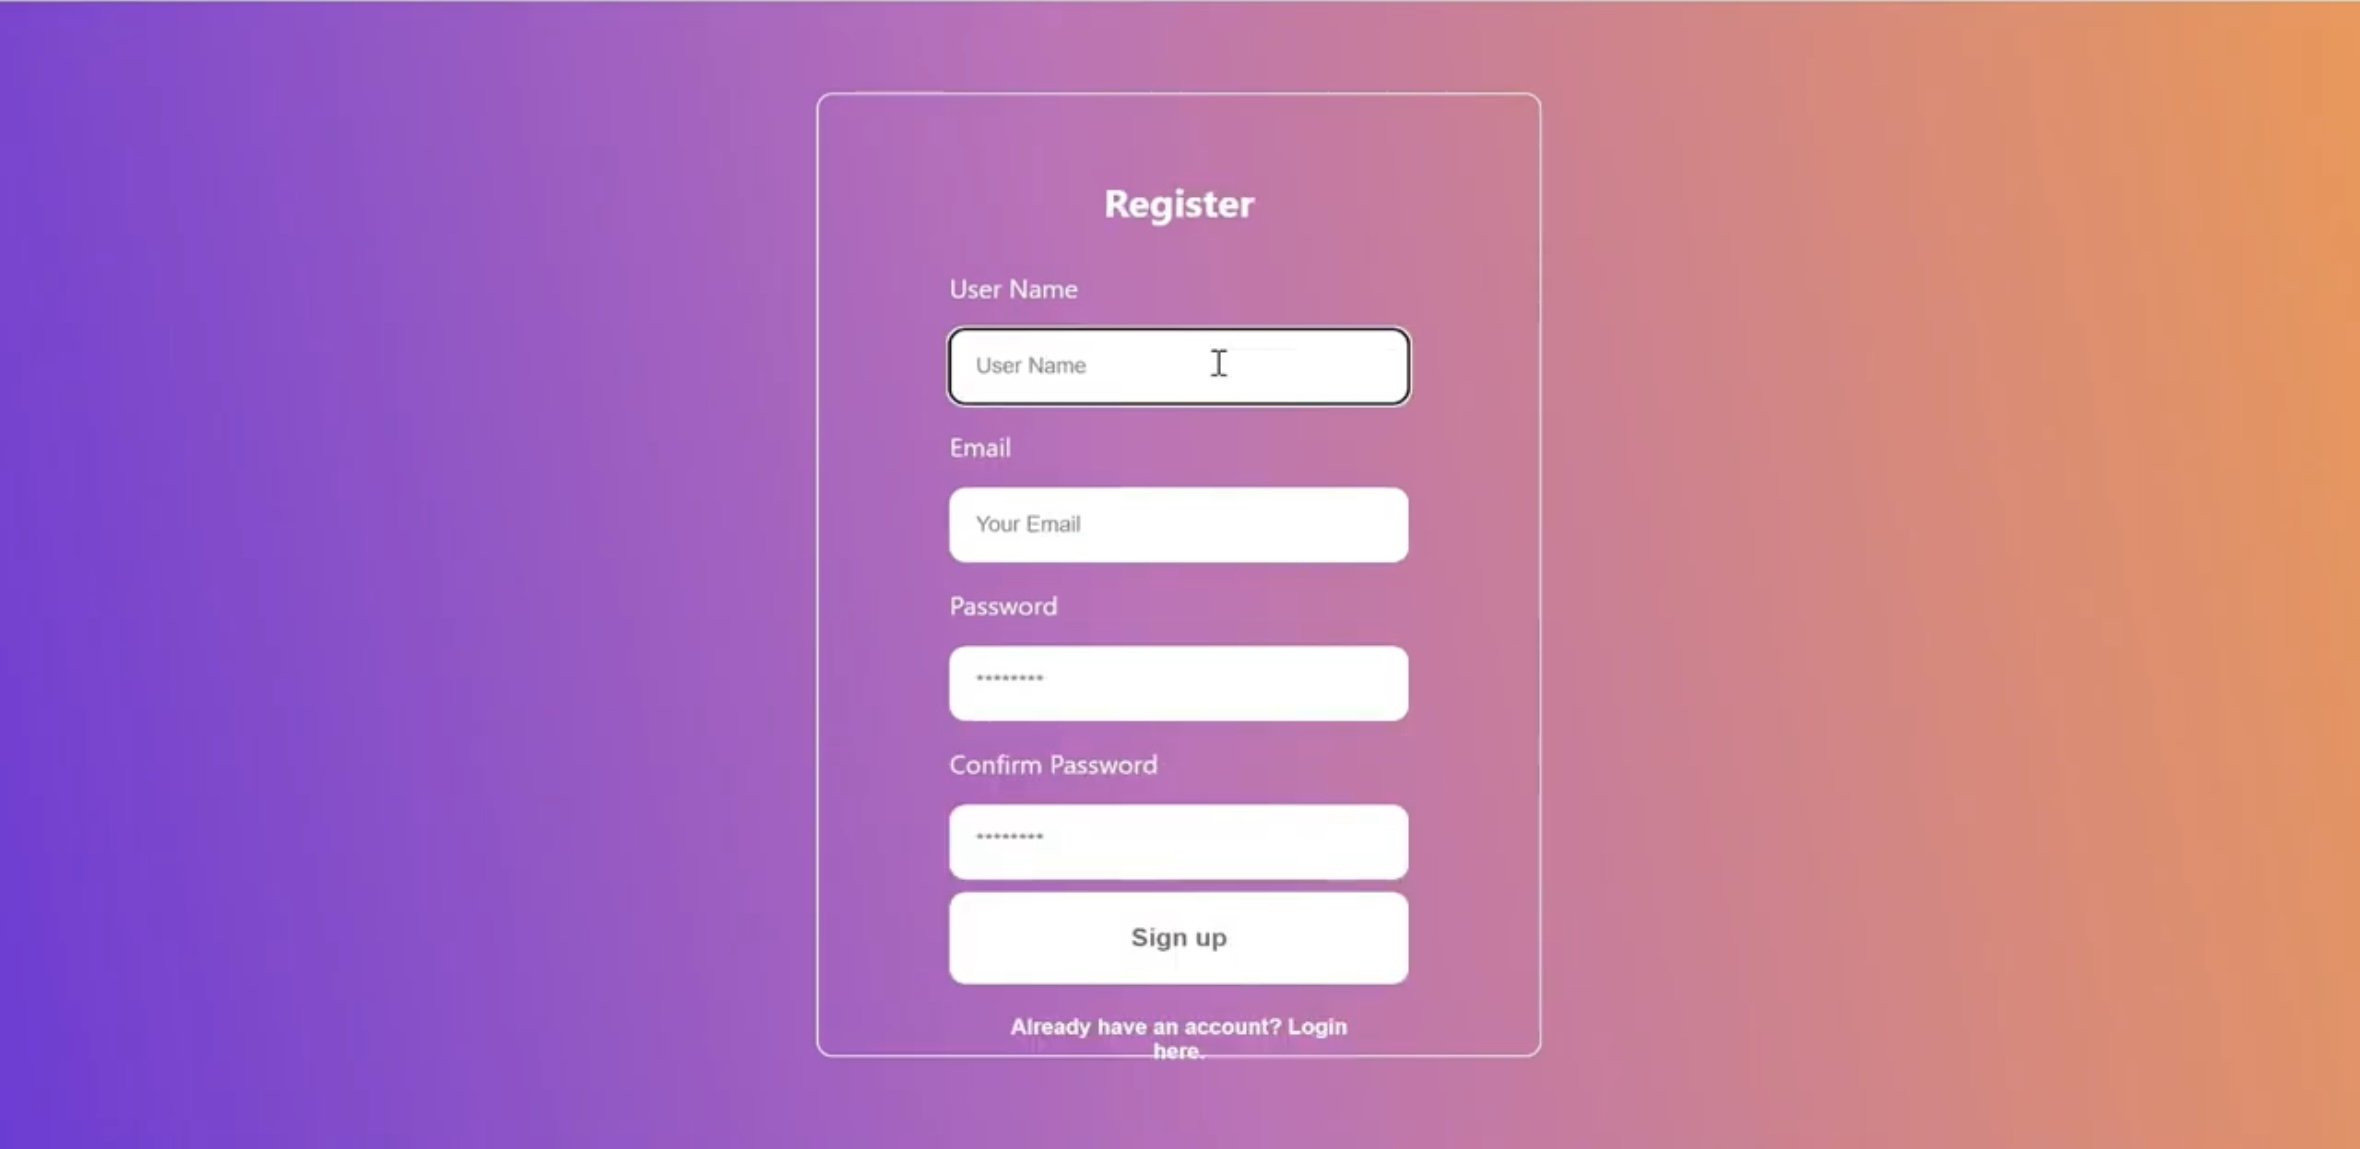 Register
User Name
User Name
Email
Your Email
Password
********
Confirm Password
********
Sign up
Already have an account? Login
here.